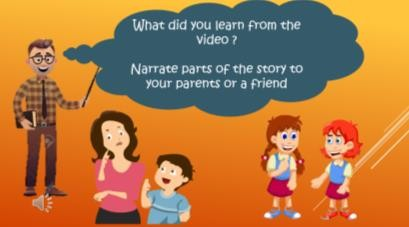 What did you learn from the
video ?
Narrate parts of the story to
your parents or a friend